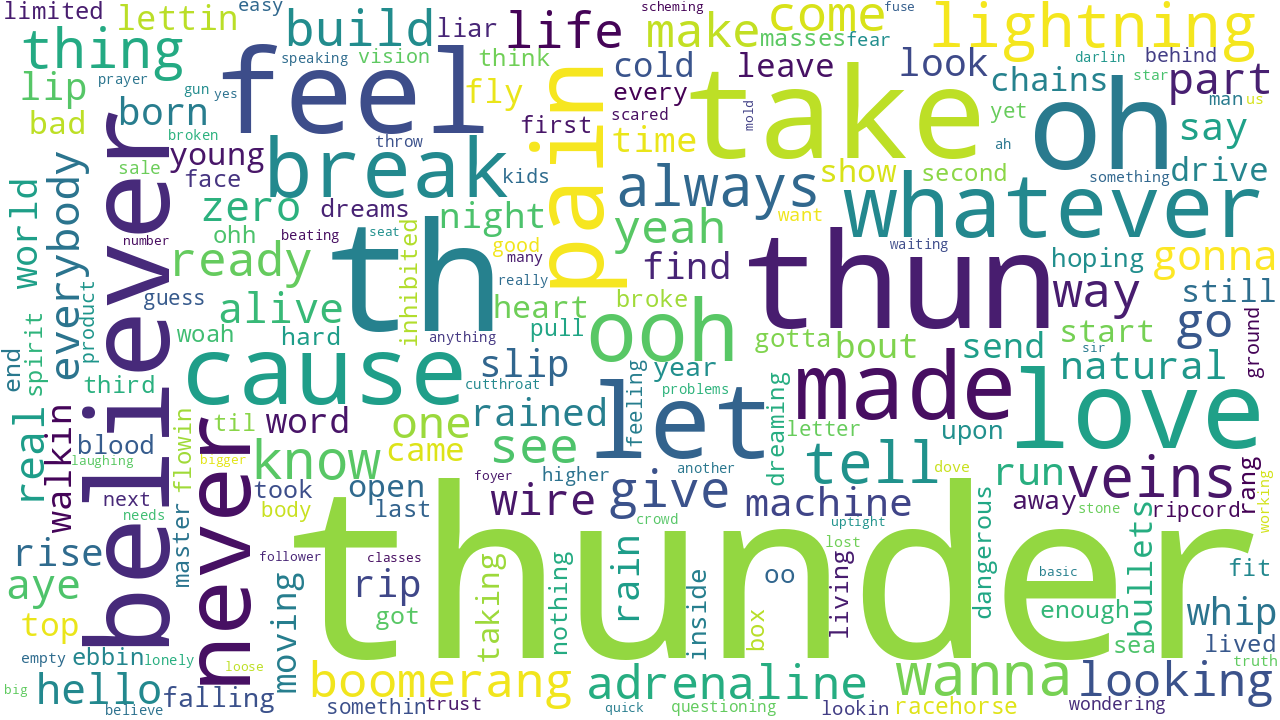 limited
lettin
easy
build
liar
life
scheming
make
come
fuse
lightning
thing
feel
speaking
vision
think
masses
fear
darlin
behind
lip
prayer
gun
yes
fly
pain
cold
leave
look
chains
star
part
bad
born
broken
throw
first
every
scared
take
mold
oh
yet
man
us
say
young
face
sale
break
kids
time
always
show
second
ah
something
drive
world
everybody
believer
zero
dreams
night
yeah
want
whatever
number
ohh
beating
seat
th
good
many
really
find
thun
waiting
hoping
gonna
ready
guess
product
spirit
alive
inhibited
heart
broke
way
still
woah
hard
anything
pull
ooh
gotta
bout
send
start
go
sir
ground
end
third
cause
cutthroat
slip
year
problems
made
natural
love
real
walkin
never
til
word
one
rained
feeling
let
dreaming
letter
upon
blood
laughing
flowin
bigger
know
came
see
higher
another
tell
dove
run
veins
rang
working
next
needs
took
body
open
last
foyer
wire
crowd
give
machine
uptight
away
stone
ripcord
rise
master
follower
thunder
classes
lost
dangerous
basic
bullets
fit
aye
moving
rip
got
taking
nothing
rain
inside
oo
box
living
enough
sea
whip
top
empty
ebbin
lonely
loose
lived
truth
big
hello
believe
falling
boomerang
somethin
trust
adrenaline
quick
questioning
lookin
wanna
racehorse
looking
wondering